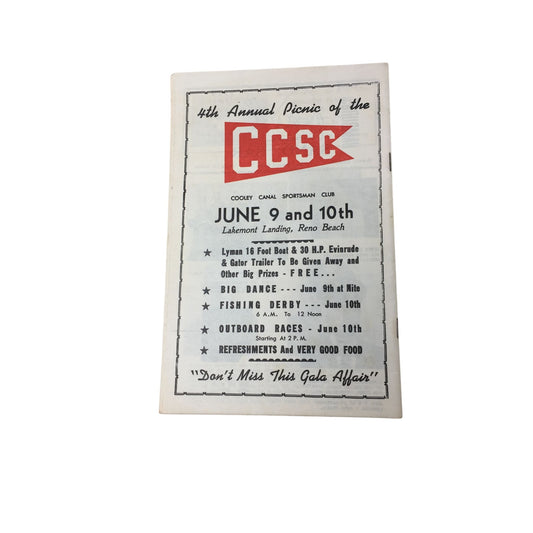 4th Annual Picnic of the
CCSC
COOLEY CANAL SPORTSMAN CLUB
JUNE 9 and 10th
Lakemont Landing, Reno Beach
★ Lyman 16 Foot Boat & 30 H.P. Evinrude
& Gator Trailer To Be Given Away and
Other Big Prizes - FREE...
★ BIG DANCE --- June 9th at Nite
★ FISHING DERBY --- June 10th
6 A.M. To 12 Noon
★ OUTBOARD RACES - June 10th
Starting At 2 P.M.
★ REFRESHMENTS And VERY GOOD FOOD
"Don't Miss This Gala Affair"